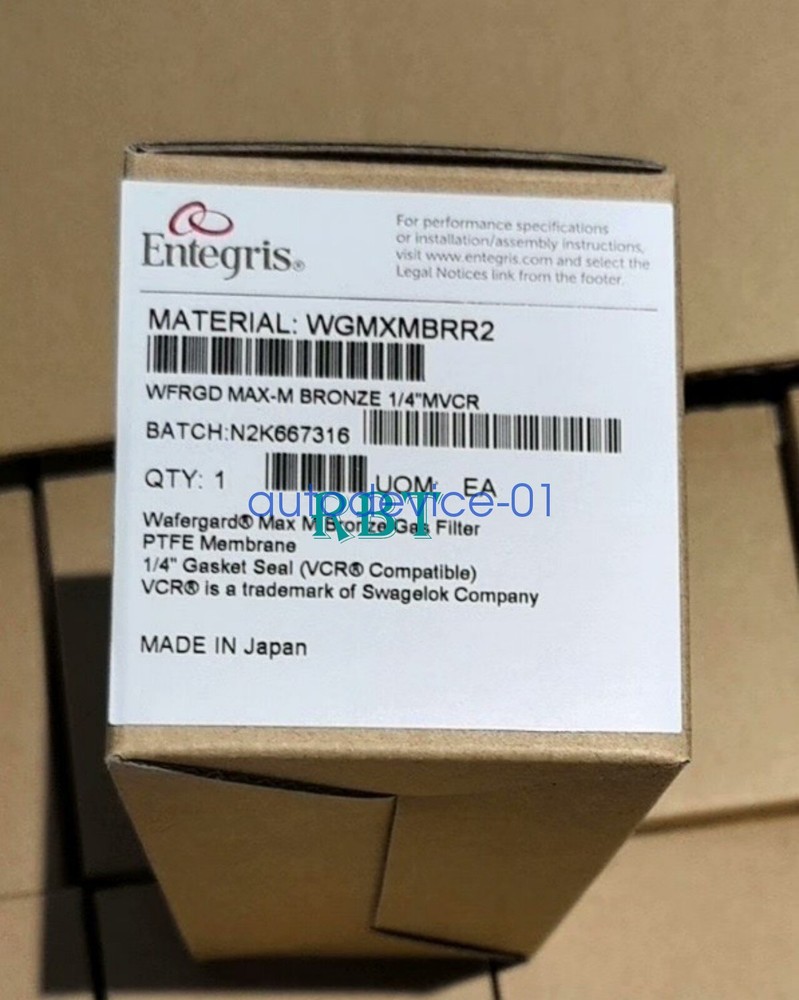 Entegris®
For performance specifications
or installation/assembly instructions,
visit www.entegris.com and select the
Legal Notices link from the footer.
MATERIAL: WGMXMBRR2
WFRGD MAX-M BRONZE 1/4"MVCR
BATCH:N2K667316
QTY: 1 UOM: EA
autodevice-01
RBT
Wafergard® Max M Bronze Gas Filter
PTFE Membrane
1/4" Gasket Seal (VCR® Compatible)
VCR® is a trademark of Swagelok Company
MADE IN Japan